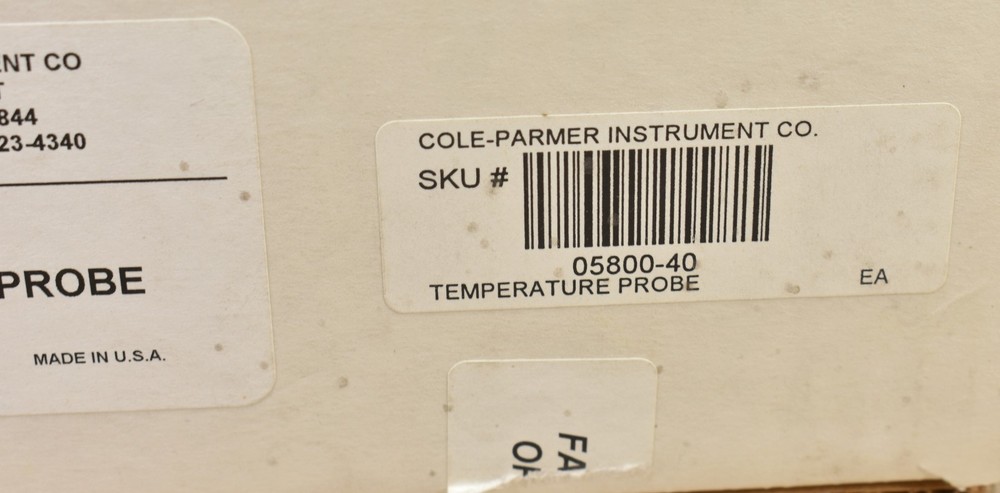 NT CO
844
23-4340
PROBE
MADE IN U.S.A.
COLE-PARMER INSTRUMENT CO.
SKU #
05800-40
TEMPERATURE PROBE
EA
FA